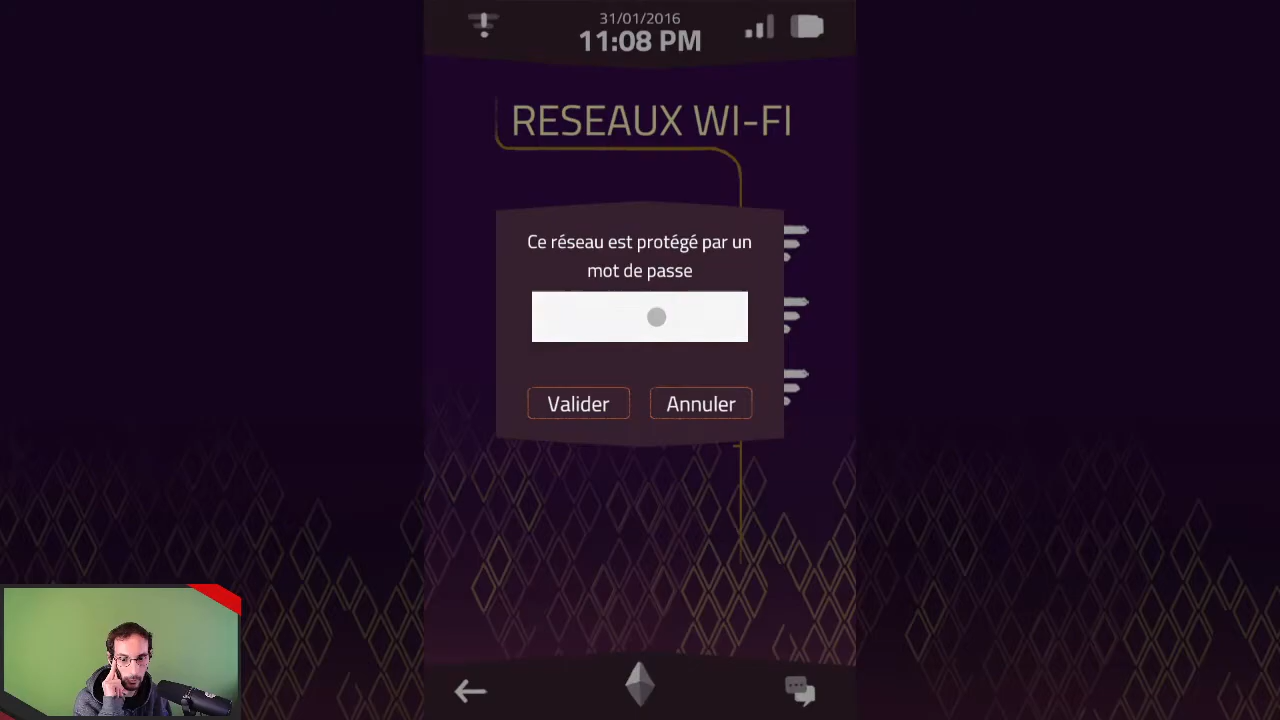 31/01/2016
11:08 PM
RESEAUX WI-FI
Ce réseau est protégé par un
mot de passe
Valider
Annuler